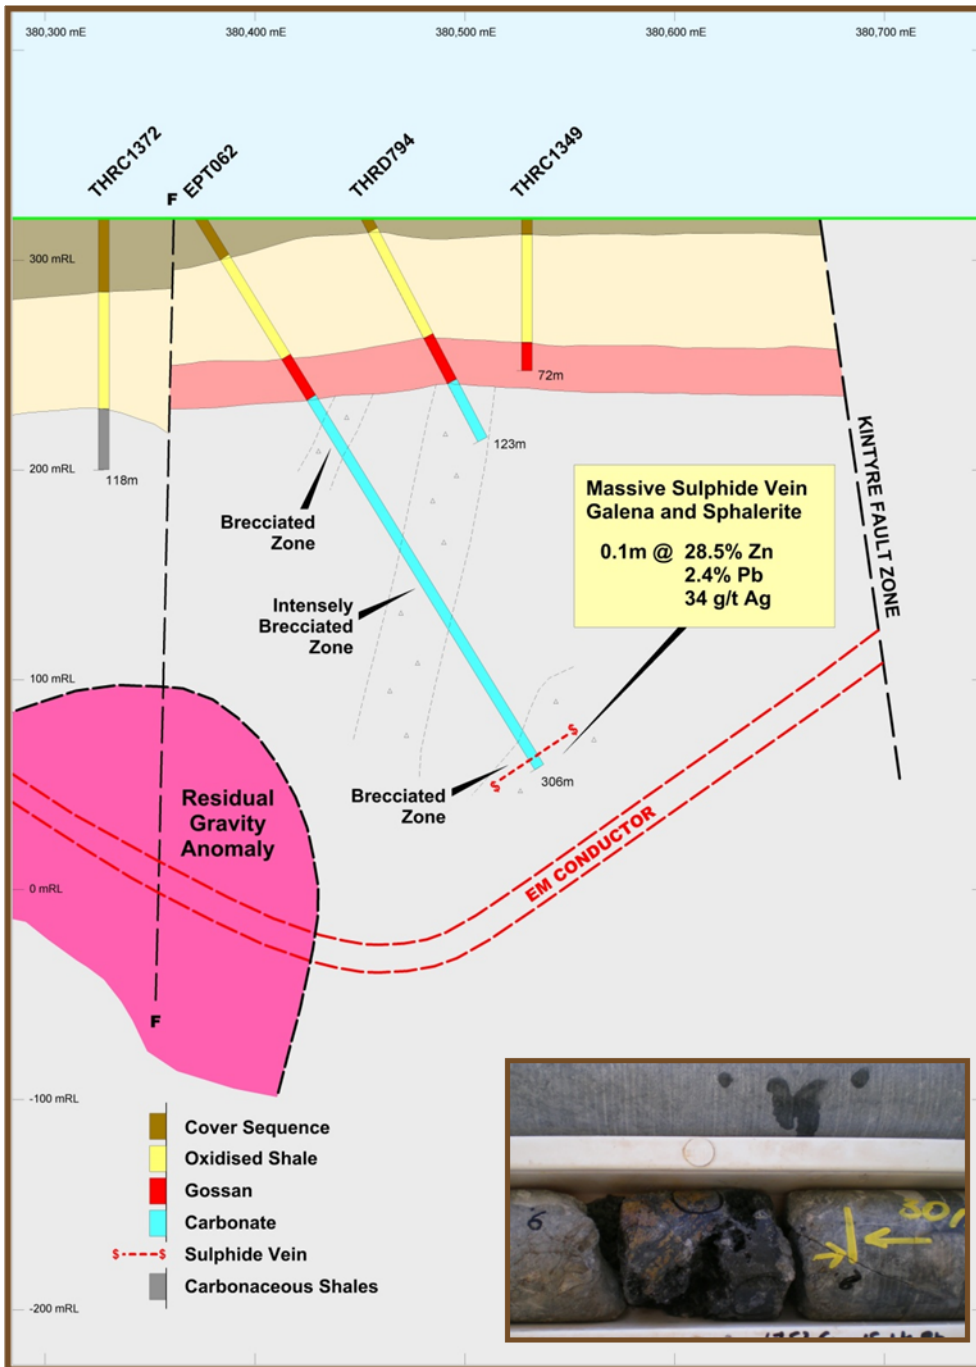 380,300 mE
380,400 mE
380,500 mE
380,600 mE
380,700 mE
THRC1372
F
EPT062
THRD794
THRC1349
300 mRL
72m
123m
200 mRL
118m
KINTYRE FAULT ZONE
Massive Sulphide Vein
Galena and Sphalerite
0.1m @ 28.5% Zn
2.4% Pb
34 g/t Ag
Brecciated
Zone
Intensely
Brecciated
Zone
100 mRL
$
$
306m
Brecciated
Zone
Residual
Gravity
Anomaly
EM CONDUCTOR
0 mRL
F
-100 mRL
Cover Sequence
Oxidised Shale
Gossan
Carbonate
$ $ Sulphide Vein
Carbonaceous Shales
-200 mRL
6